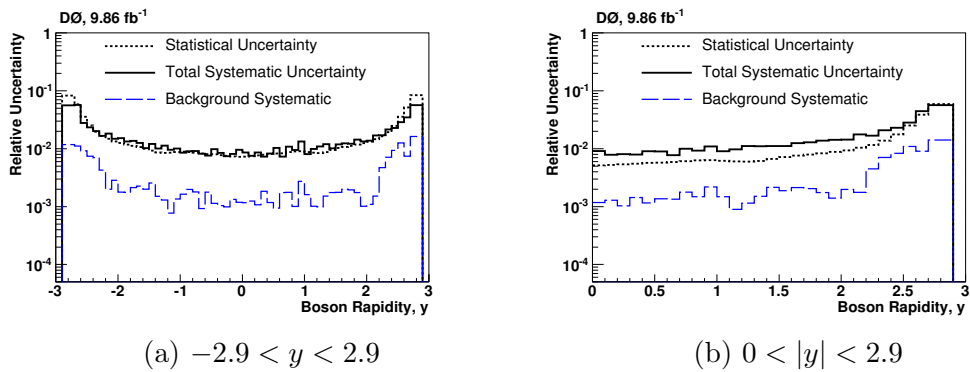 DØ, 9.86 fb⁻¹
Relative Uncertainty
1
10⁻¹
10⁻²
10⁻³
10⁻⁴
Statistical Uncertainty
Total Systematic Uncertainty
Background Systematic
-3 -2 -1 0 1 2 3
Boson Rapidity, y
(a) −2.9 < y < 2.9
DØ, 9.86 fb⁻¹
Relative Uncertainty
1
10⁻¹
10⁻²
10⁻³
10⁻⁴
Statistical Uncertainty
Total Systematic Uncertainty
Background Systematic
0 0.5 1 1.5 2 2.5 3
Boson Rapidity, y
(b) 0 < |y| < 2.9